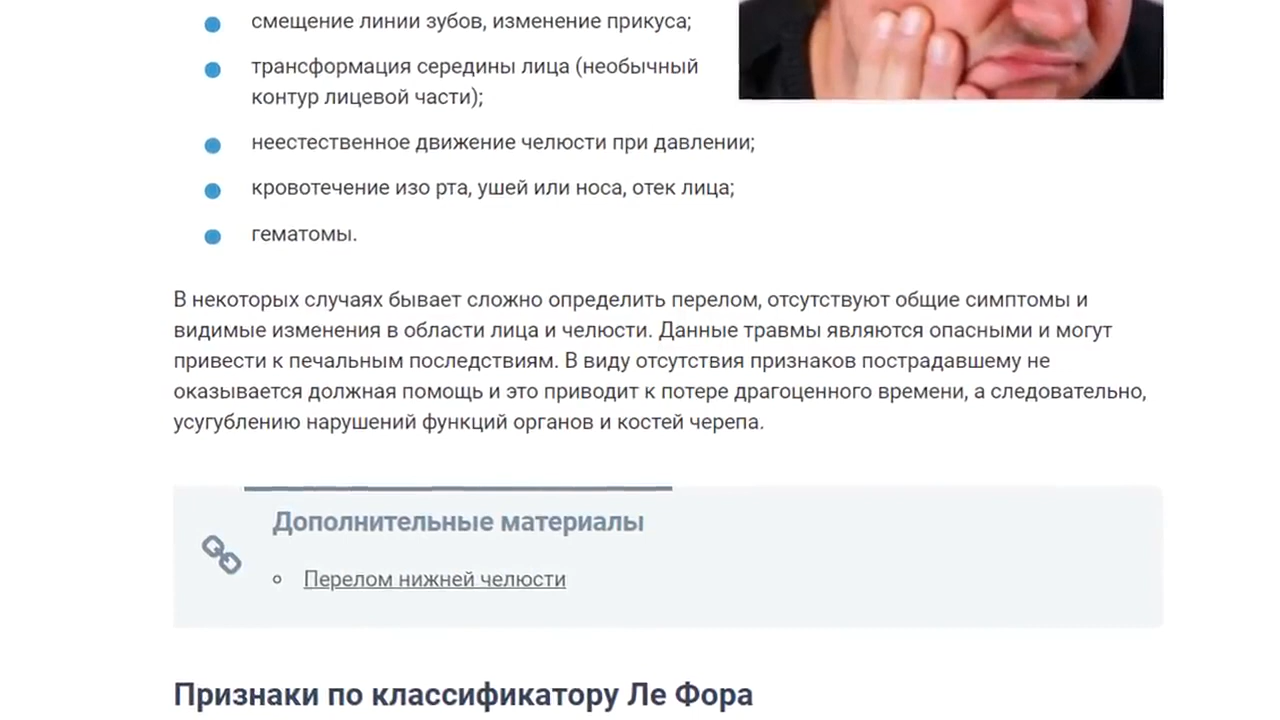 смещение линии зубов, изменение прикуса;
трансформация середины лица (необычный
контур лицевой части);
неестественное движение челюсти при давлении;
кровотечение изо рта, ушей или носа, отек лица;
гематомы.
В некоторых случаях бывает сложно определить перелом, отсутствуют общие симптомы и
видимые изменения в области лица и челюсти. Данные травмы являются опасными и могут
привести к печальным последствиям. В виду отсутствия признаков пострадавшему не
оказывается должная помощь и это приводит к потере драгоценного времени, а следовательно,
усугублению нарушений функций органов и костей черепа.
Дополнительные материалы
Перелом нижней челюсти
Признаки по классификатору Ле Фора